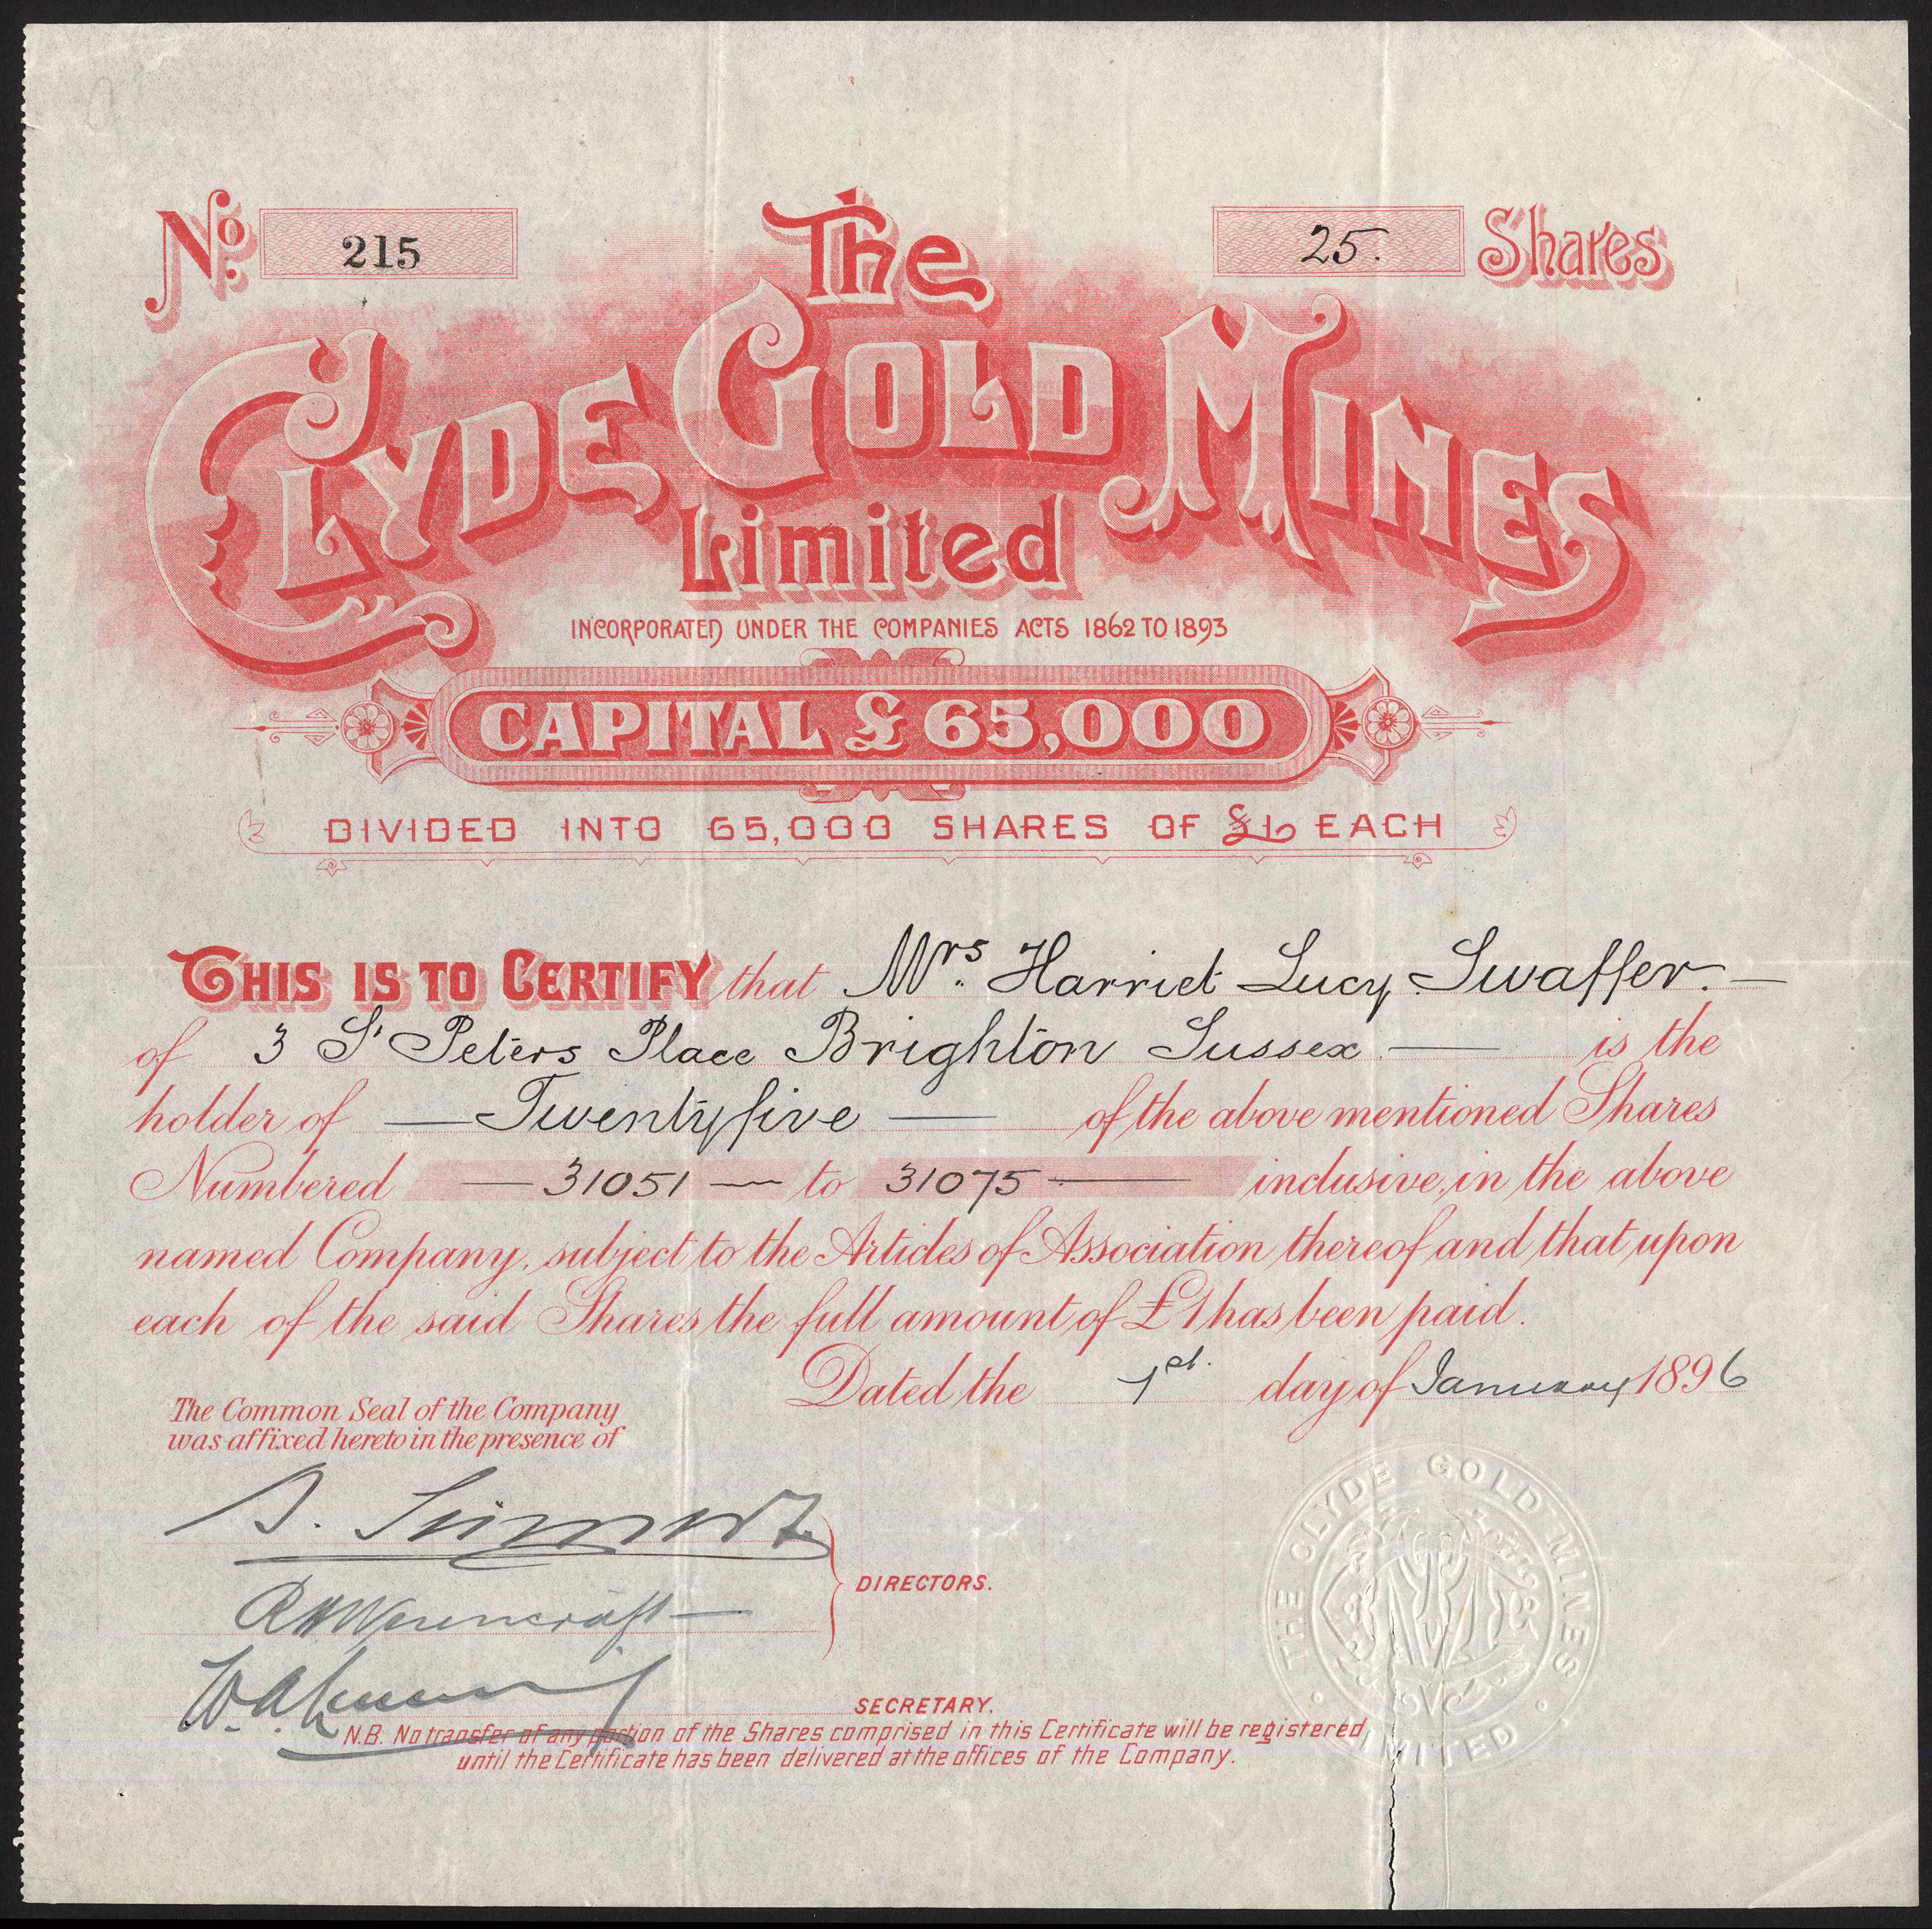 No. 215
25. Shares
The
CLYDE GOLD MINES
Limited
INCORPORATED UNDER THE COMPANIES ACTS 1862 TO 1893
CAPITAL £65,000
DIVIDED INTO 65,000 SHARES OF £1 EACH
THIS IS TO CERTIFY that Mrs. Harriet Lucy Swaffer.
of 3 St Peters Place Brighton Sussex is the
holder of Twentyfive of the above mentioned Shares
Numbered 31051 to 31075 inclusive, in the above
named Company, subject to the Articles of Association thereof and that upon
each of the said Shares the full amount of £1 has been paid.
Dated the 1st. day of January 1896
The Common Seal of the Company
was affixed hereto in the presence of
DIRECTORS.
SECRETARY.
N.B. No transfer of any portion of the Shares comprised in this Certificate will be registered
until the Certificate has been delivered at the offices of the Company.
THE CLYDE GOLD MINES LIMITED